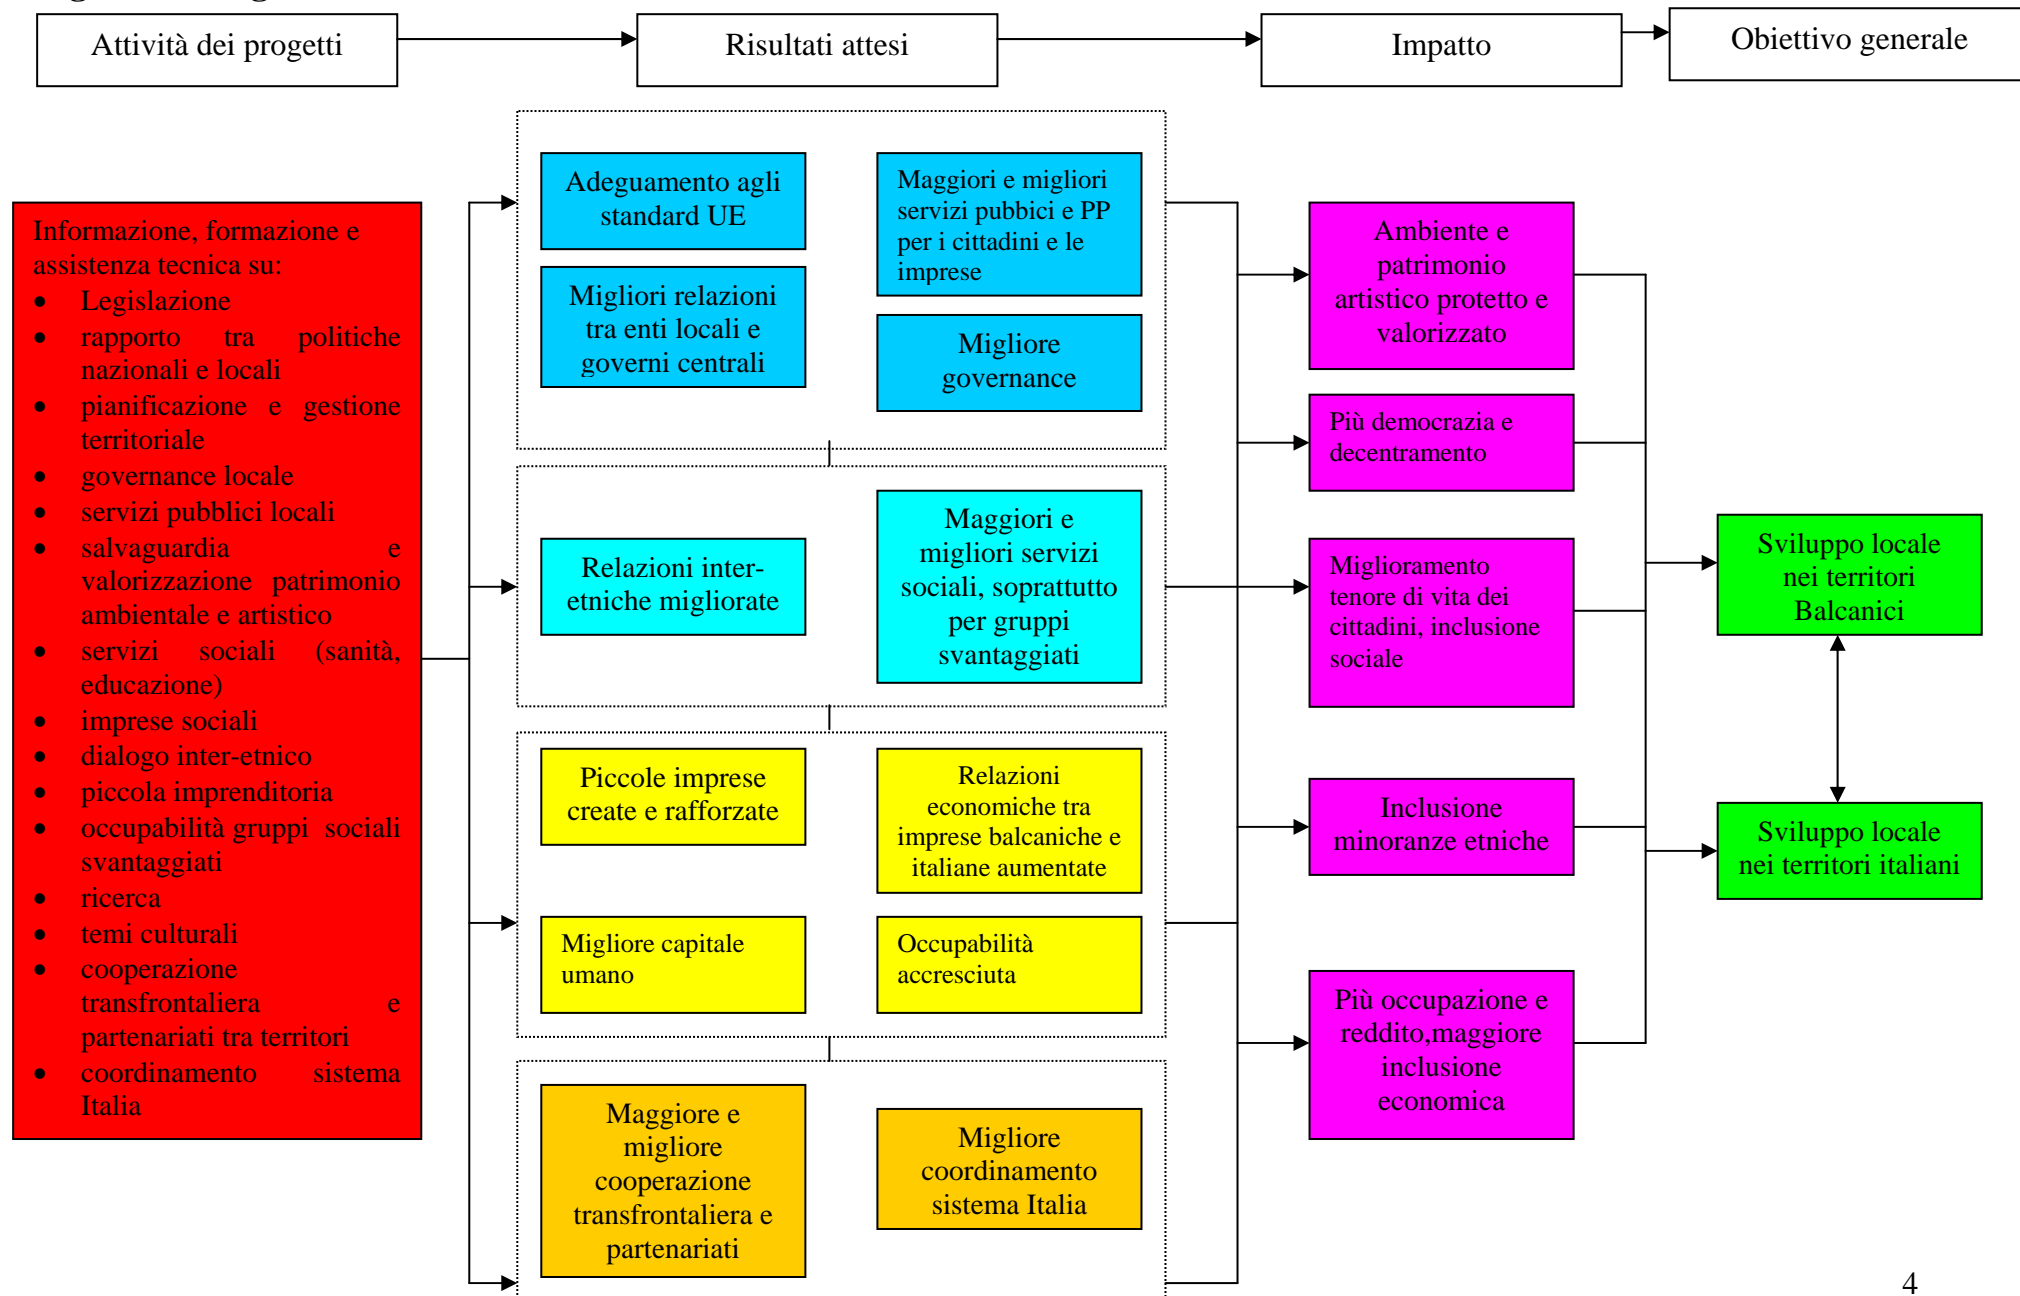 Attività dei progetti
Risultati attesi
Impatto
Obiettivo generale
Informazione, formazione e
assistenza tecnica su:
• Legislazione
• rapporto tra politiche
nazionali e locali
• pianificazione e gestione
territoriale
• governance locale
• servizi pubblici locali
• salvaguardia e
valorizzazione patrimonio
ambientale e artistico
• servizi sociali (sanità,
educazione)
• imprese sociali
• dialogo inter-etnico
• piccola imprenditoria
• occupabilità gruppi sociali
svantaggiati
• ricerca
• temi culturali
• cooperazione
transfrontaliera e
partenariati tra territori
• coordinamento sistema
Italia
Adeguamento agli
standard UE
Maggiori e migliori
servizi pubbici e PP
per i cittadini e le
imprese
Migliori relazioni
tra enti locali e
governi centrali
Migliore
governance
Relazioni inter-
etniche migliorate
Maggiori e
migliori servizi
sociali, soprattutto
per gruppi
svantaggiati
Piccole imprese
create e rafforzate
Relazioni
economiche tra
imprese balcaniche e
italiane aumentate
Migliore capitale
umano
Occupabilità
accresciuta
Maggiore e
migliore
cooperazione
transfrontaliera e
partenariati
Migliore
coordinamento
sistema Italia
Ambiente e
patrimonio
artistico protetto e
valorizzato
Più democrazia e
decentramento
Miglioramento
tenore di vita dei
cittadini, inclusione
sociale
Inclusione
minoranze etniche
Più occupazione e
reddito,maggiore
inclusione
economica
Sviluppo locale
nei territori
Balcanici
Sviluppo locale
nei territori italiani
4